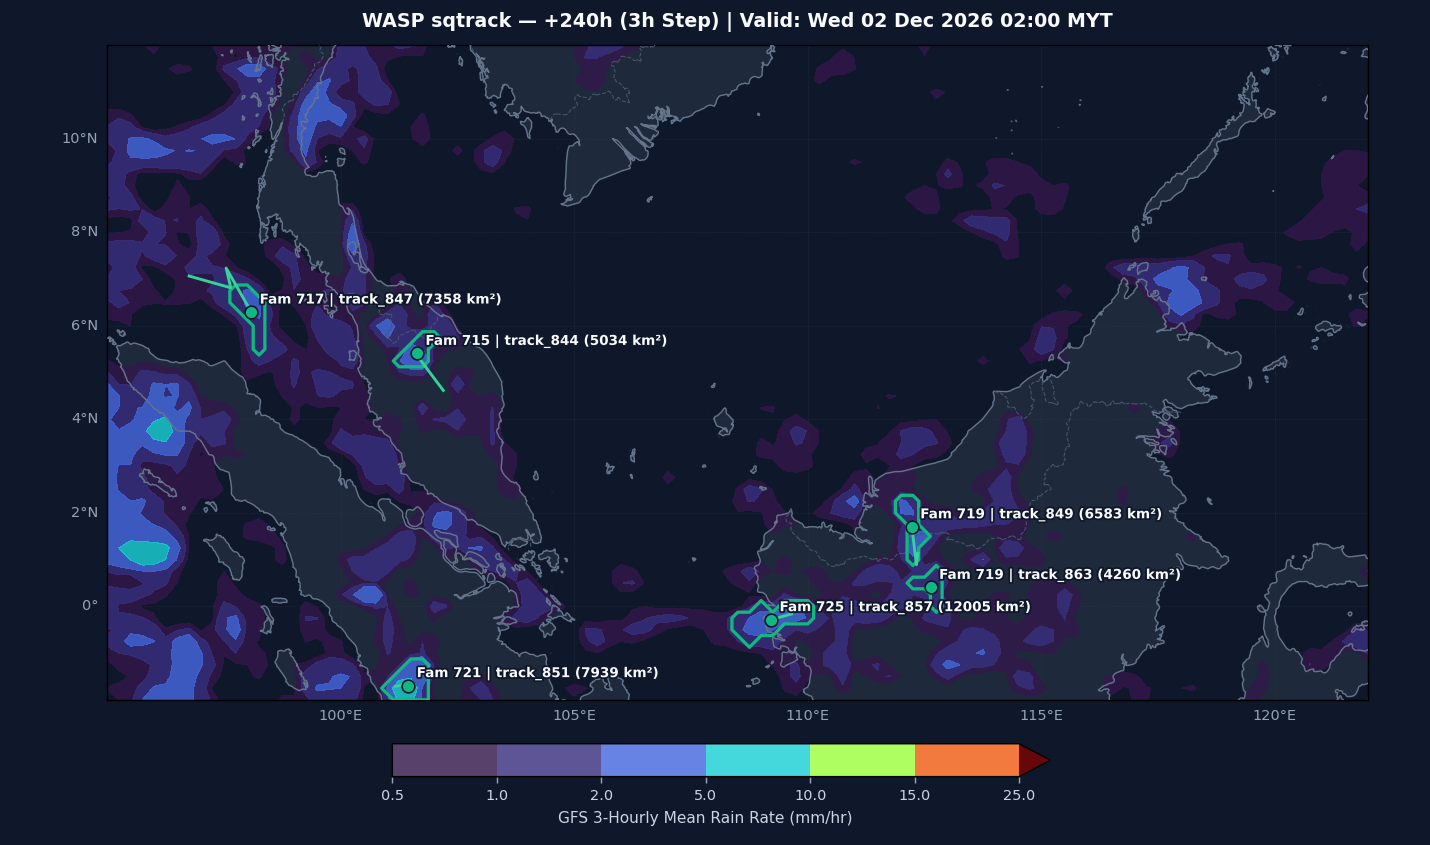 WASP sqtrack — +240h (3h Step) | Valid: Wed 02 Dec 2026 02:00 MYT
10°N
8°N
6°N
4°N
2°N
0°
Fam 717 | track_847 (7358 km²)
Fam 715 | track_844 (5034 km²)
Fam 719 | track_849 (6583 km²)
Fam 719 | track_863 (4260 km²)
Fam 725 | track_857 (12005 km²)
Fam 721 | track_851 (7939 km²)
100°E 105°E 110°E 115°E 120°E
0.5 1.0 2.0 5.0 10.0 15.0 25.0
GFS 3-Hourly Mean Rain Rate (mm/hr)